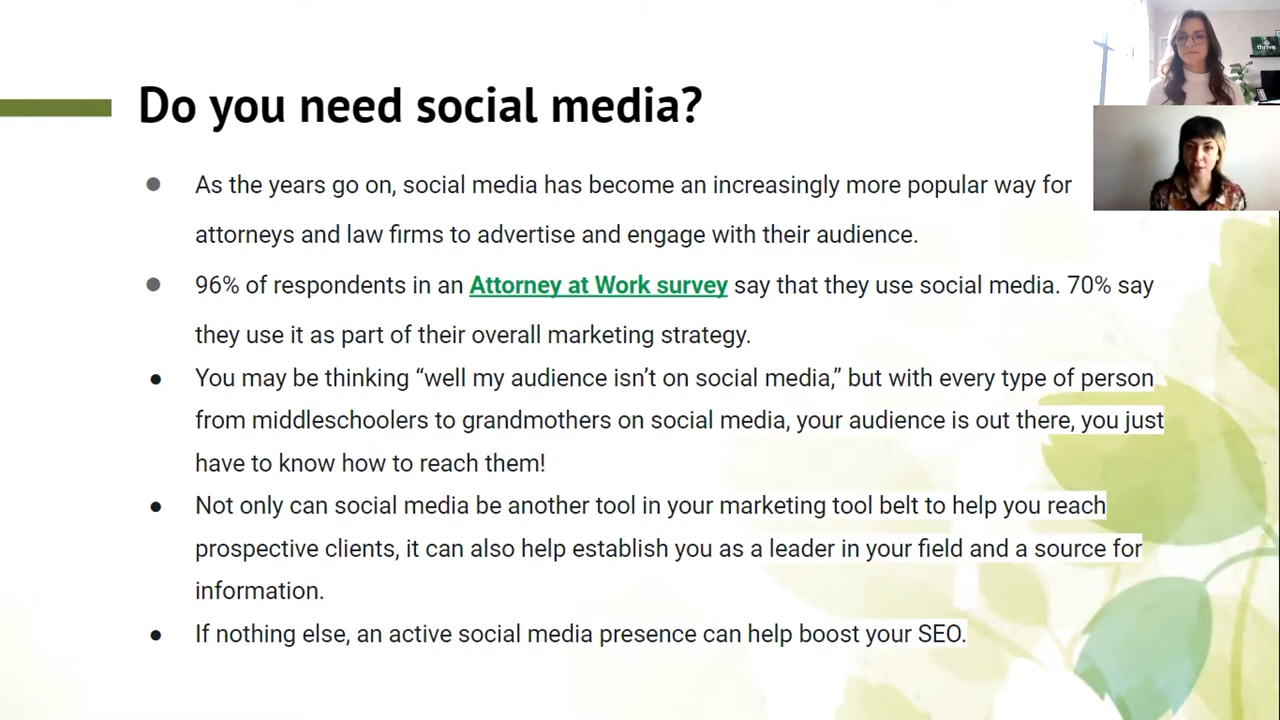 Do you need social media?
As the years go on, social media has become an increasingly more popular way for
attorneys and law firms to advertise and engage with their audience.
96% of respondents in an Attorney at Work survey say that they use social media. 70% say
they use it as part of their overall marketing strategy.
You may be thinking “well my audience isn’t on social media,” but with every type of person
from middleschoolers to grandmothers on social media, your audience is out there, you just
have to know how to reach them!
Not only can social media be another tool in your marketing tool belt to help you reach
prospective clients, it can also help establish you as a leader in your field and a source for
information.
If nothing else, an active social media presence can help boost your SEO.
thrive